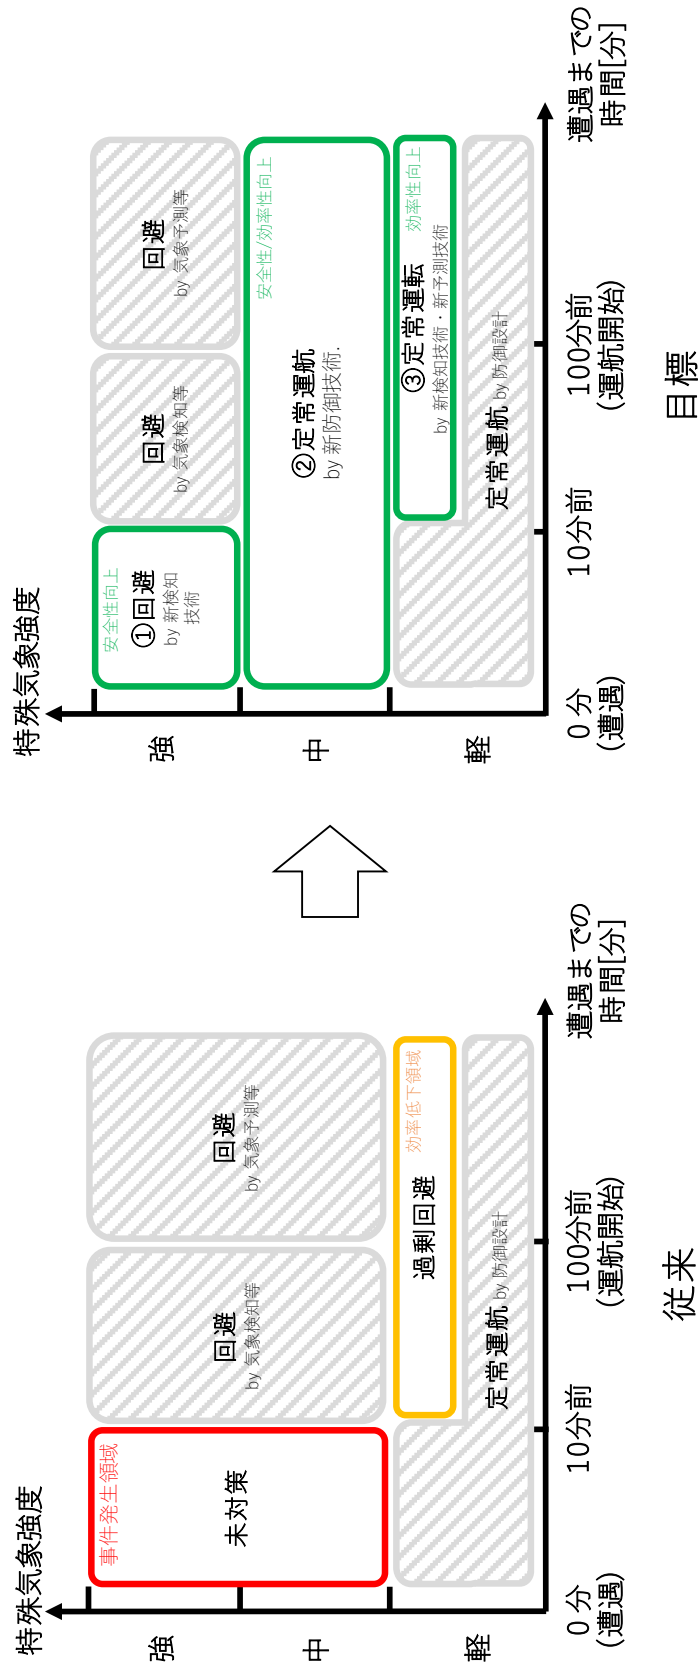 特殊気象強度
強
中
軽
事件発生領域
未対策
回避
by 気象検知等
回避
by 気象予測等
効率低下領域
過剰回避
定常運航 by 防御設計
0 分
(遭遇)
10分前
100分前
(運航開始)
遭遇までの
時間[分]
従来
特殊気象強度
強
中
軽
安全性向上
①回避
by 新検知
技術
回避
by 気象検知等
回避
by 気象予測等
安全性/効率性向上
②定常運航
by 新防御技術.
効率性向上
③定常運転
by 新検知技術・新予測技術
定常運航 by 防御設計
0 分
(遭遇)
10分前
100分前
(運航開始)
遭遇までの
時間[分]
目標